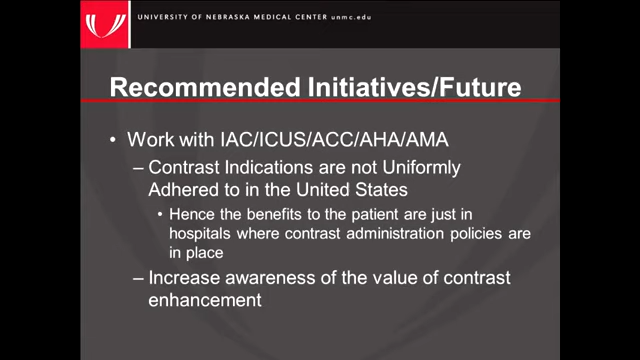 UNIVERSITY OF NEBRASKA MEDICAL CENTER unmc.edu
Recommended Initiatives/Future
• Work with IAC/ICUS/ACC/AHA/AMA
– Contrast Indications are not Uniformly
Adhered to in the United States
• Hence the benefits to the patient are just in
hospitals where contrast administration policies are
in place
– Increase awareness of the value of contrast
enhancement